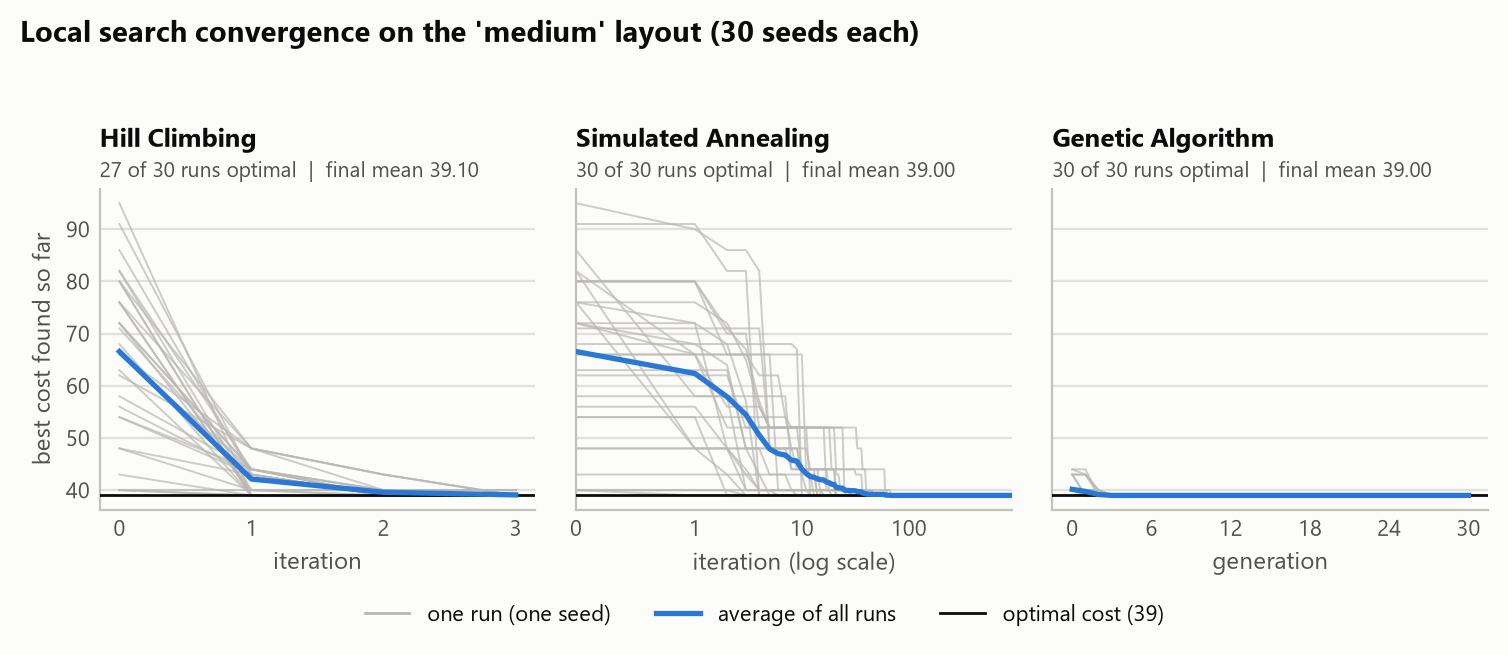 Local search convergence on the 'medium' layout (30 seeds each)
Hill Climbing
27 of 30 runs optimal | final mean 39.10
Simulated Annealing
30 of 30 runs optimal | final mean 39.00
Genetic Algorithm
30 of 30 runs optimal | final mean 39.00
best cost found so far
90
80
70
60
50
40
0 1 2 3
iteration
0 1 10 100
iteration (log scale)
0 6 12 18 24 30
generation
one run (one seed) average of all runs optimal cost (39)